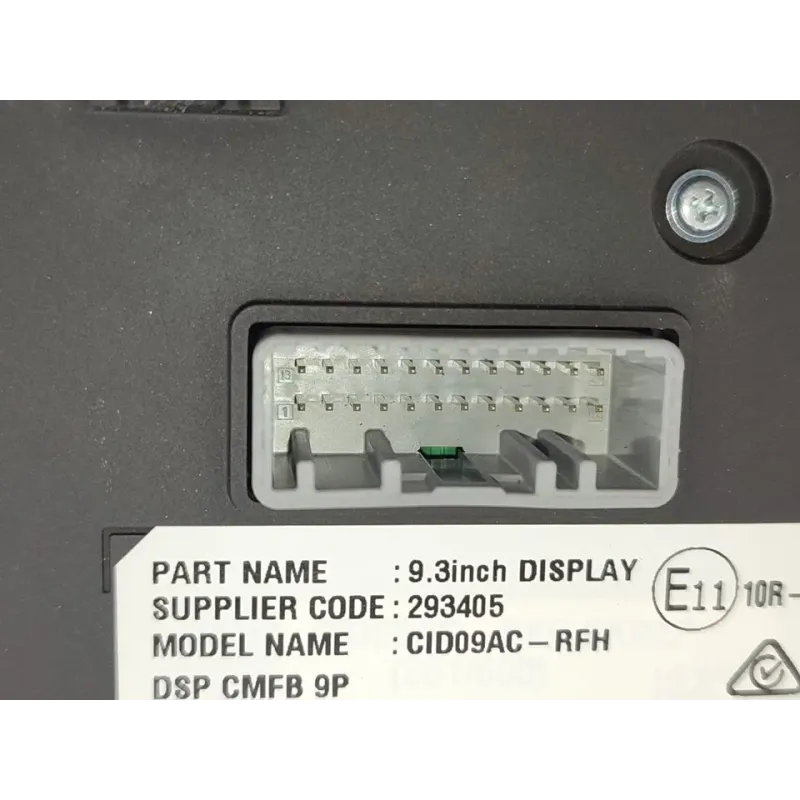 13
1
PART NAME : 9.3inch DISPLAY
SUPPLIER CODE : 293405
MODEL NAME : CID09AC-RFH
DSP CMFB 9P
E11 10R-